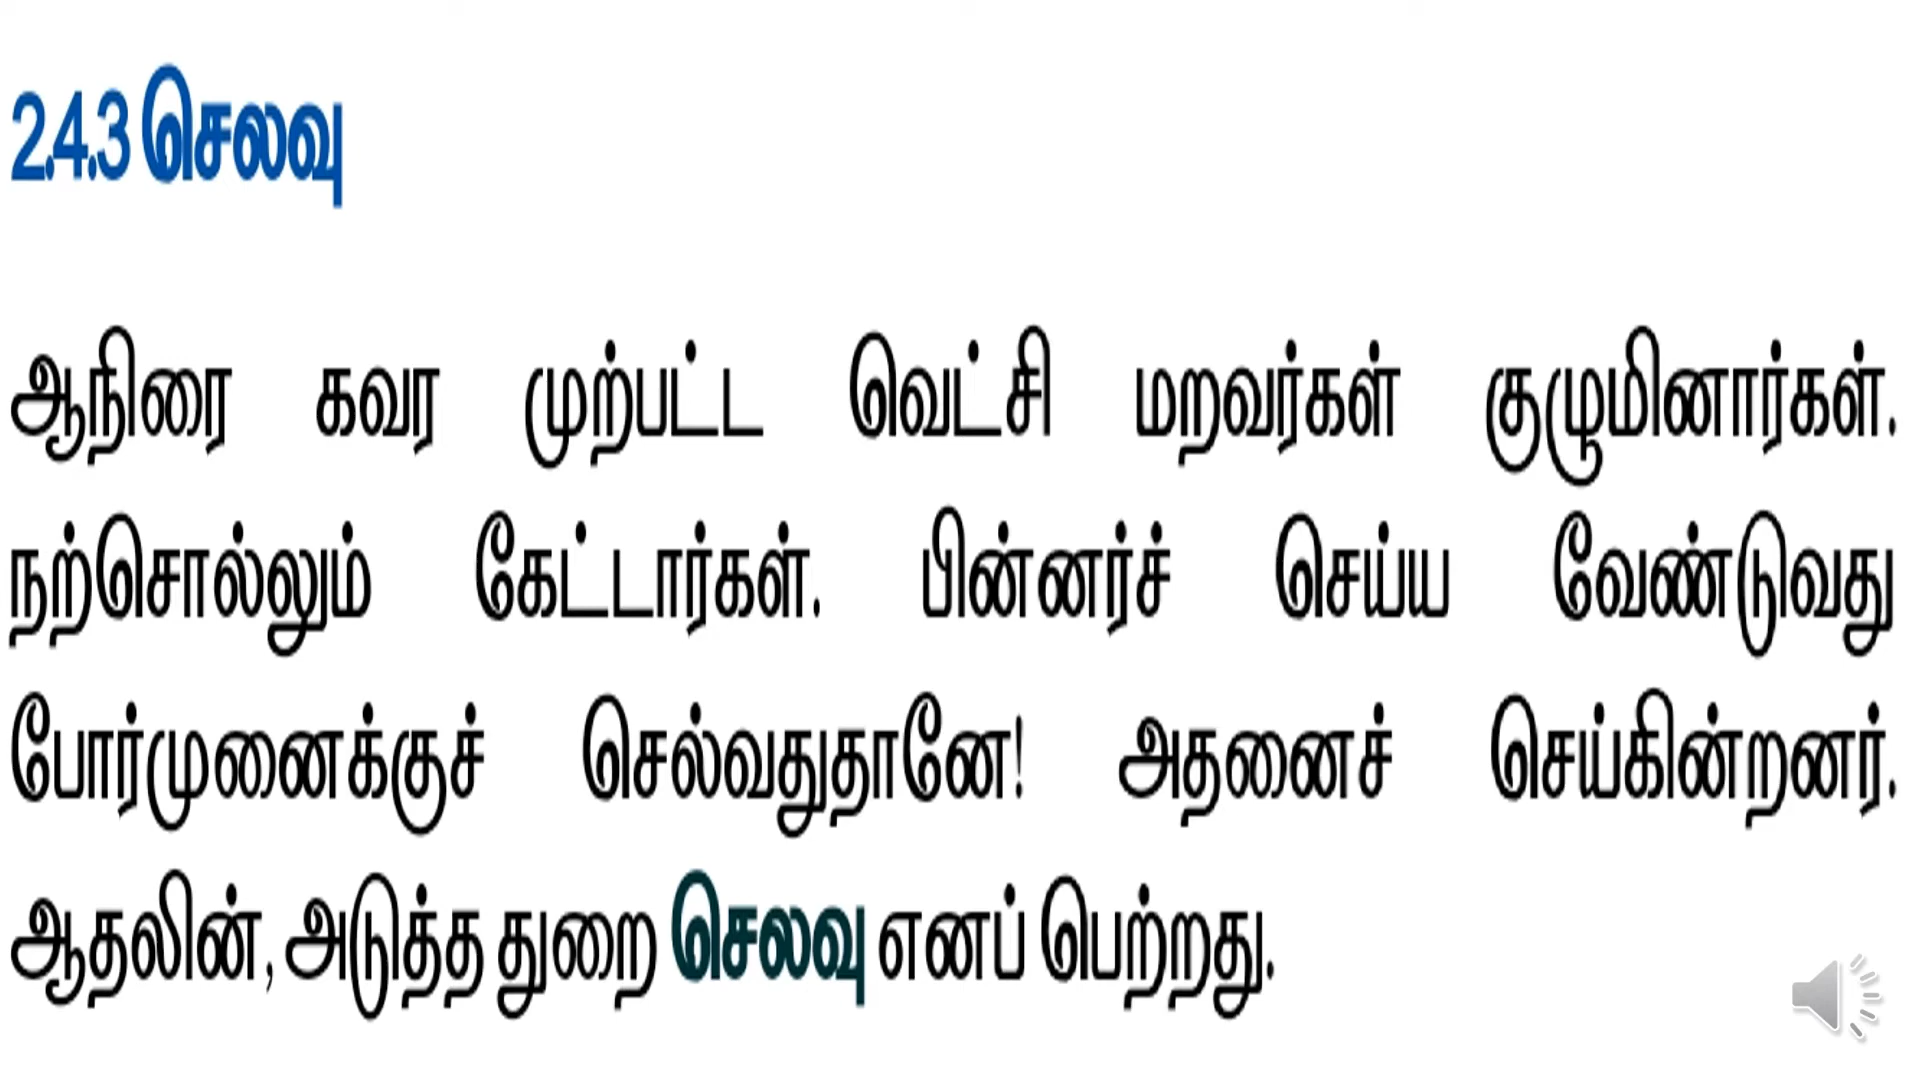 2.4.3 செலவு
ஆநிரை கவர முற்பட்ட வெட்சி மறவர்கள் குழுமினார்கள்.
நற்சொல்லும் கேட்டார்கள். பின்னர்ச் செய்ய வேண்டுவது
போர்முனைக்குச் செல்வதுதானே! அதனைச் செய்கின்றனர்.
ஆதலின், அடுத்த துறை செலவு எனப் பெற்றது.